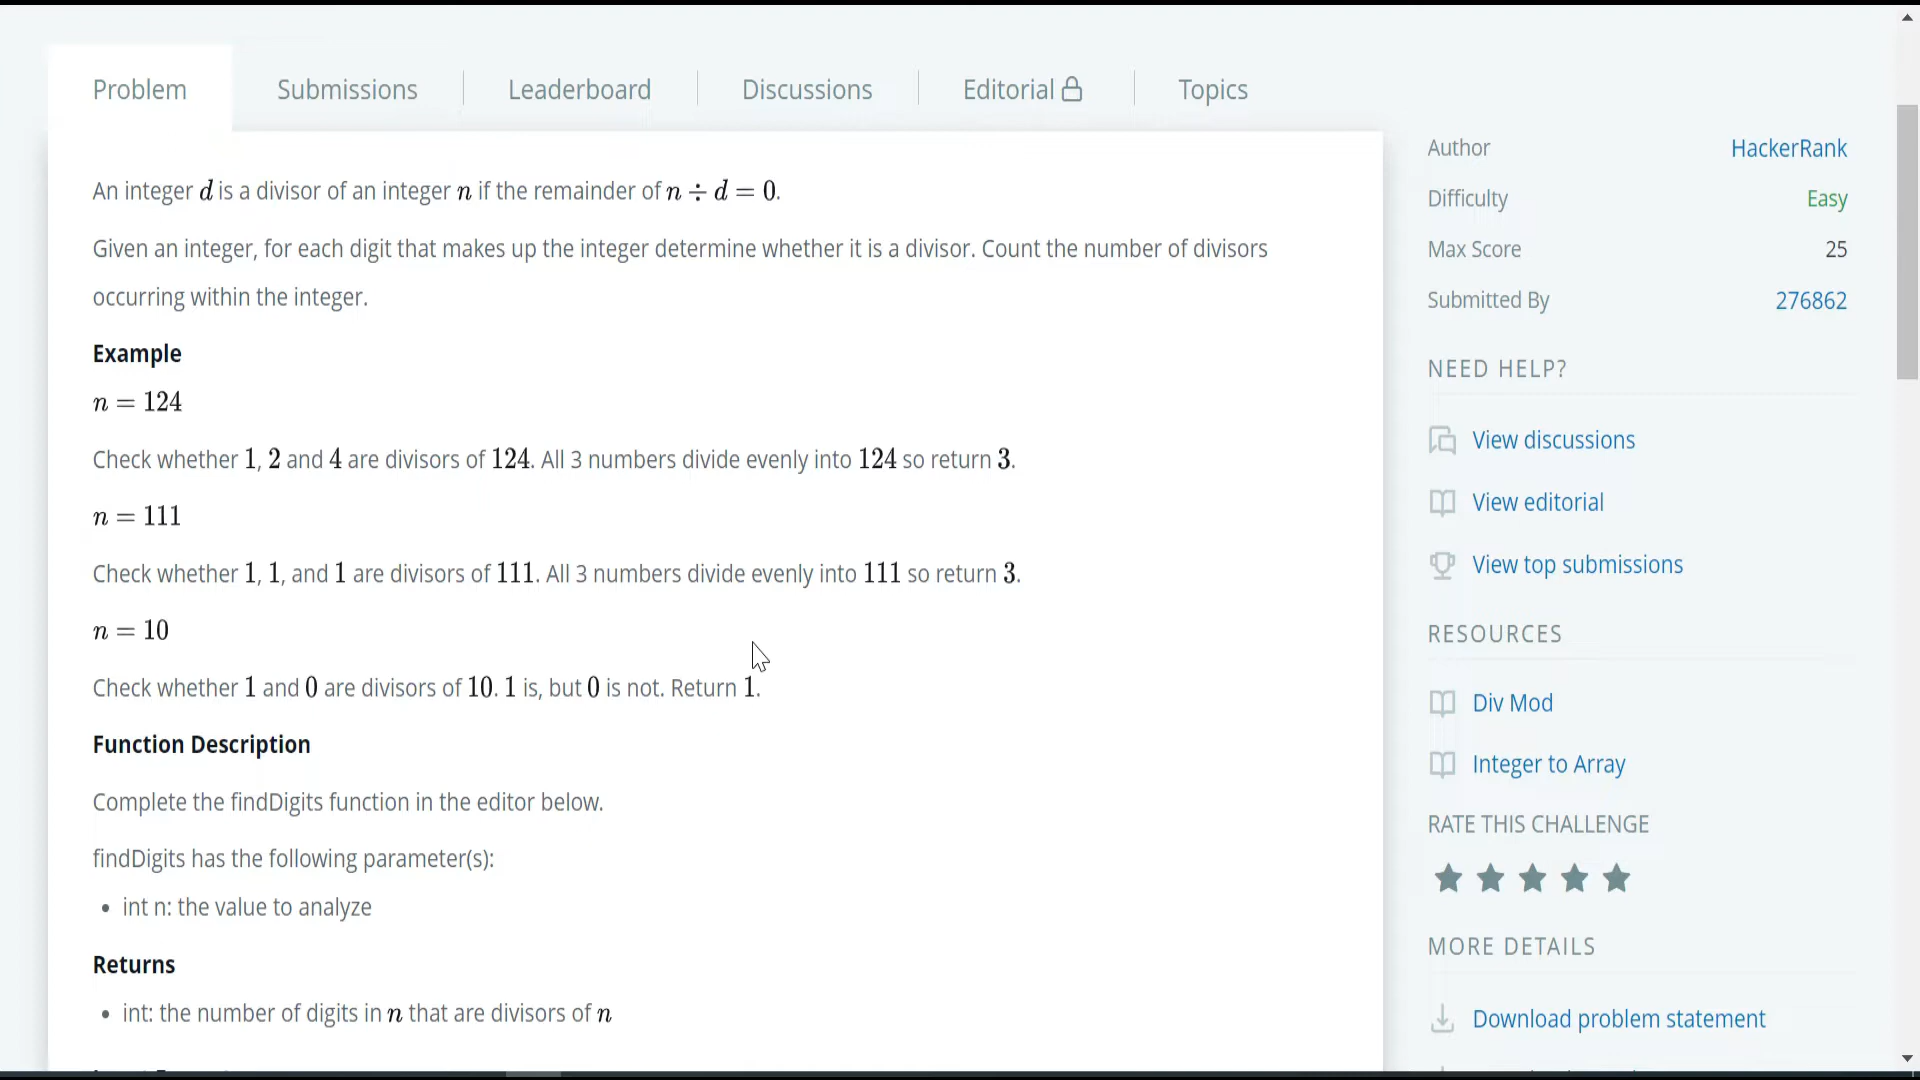 Problem
Submissions
Leaderboard
Discussions
Editorial
Topics
An integer d is a divisor of an integer n if the remainder of n ÷ d = 0.
Given an integer, for each digit that makes up the integer determine whether it is a divisor. Count the number of divisors
occurring within the integer.
Example
n = 124
Check whether 1, 2 and 4 are divisors of 124. All 3 numbers divide evenly into 124 so return 3.
n = 111
Check whether 1, 1, and 1 are divisors of 111. All 3 numbers divide evenly into 111 so return 3.
n = 10
Check whether 1 and 0 are divisors of 10. 1 is, but 0 is not. Return 1.
Function Description
Complete the findDigits function in the editor below.
findDigits has the following parameter(s):
• int n: the value to analyze
Returns
• int: the number of digits in n that are divisors of n
Author HackerRank
Difficulty Easy
Max Score 25
Submitted By 276862
NEED HELP?
View discussions
View editorial
View top submissions
RESOURCES
Div Mod
Integer to Array
RATE THIS CHALLENGE
MORE DETAILS
Download problem statement